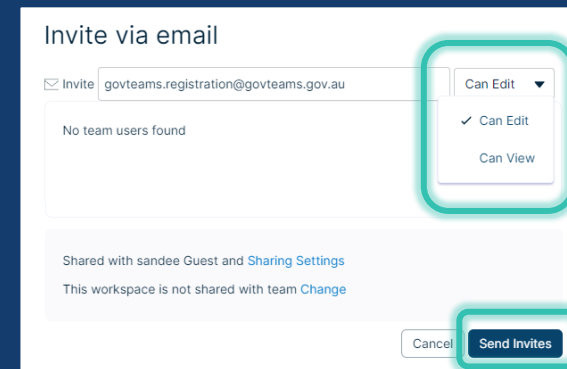 Invite via email
Invite govteams.registration@govteams.gov.au Can Edit
No team users found
Can Edit
Can View
Shared with sandee Guest and Sharing Settings
This workspace is not shared with team Change
Cancel Send Invites